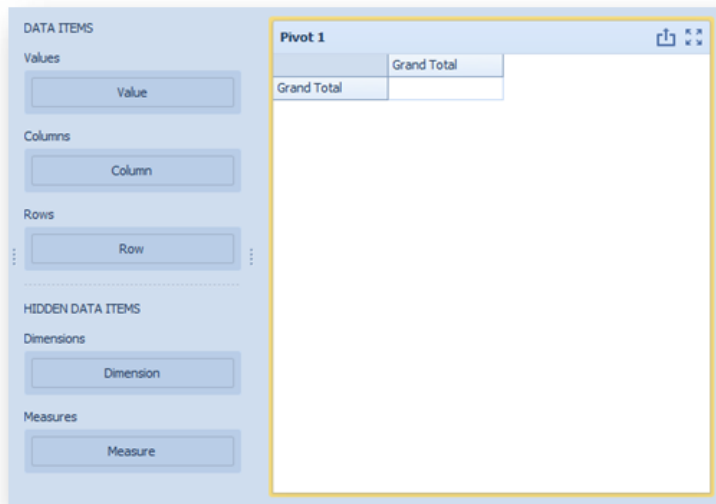 DATA ITEMS
Values
Value
Columns
Column
Rows
Row
HIDDEN DATA ITEMS
Dimensions
Dimension
Measures
Measure
Pivot 1
Grand Total
Grand Total